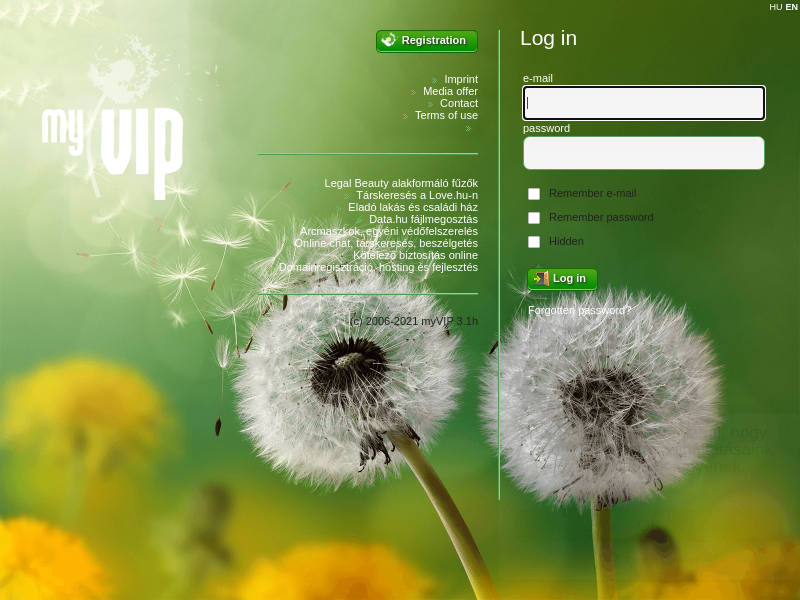 HU EN
my VIP
Registration
Imprint
Media offer
Contact
Terms of use
Legal Beauty alakformáló fűzők
Társkeresés a Love.hu-n
Eladó lakás és családi ház
Data.hu fájlmegosztás
Arcmaszkok, egyéni védőfelszerelés
Online chat, társkeresés, beszélgetés
Kötelező biztosítás online
Domainregisztráció, hosting és fejlesztés
(c) 2006-2021 myVIP 3.1h
Log in
e-mail
password
Remember e-mail
Remember password
Hidden
Log in
Forgotten password?
hogy